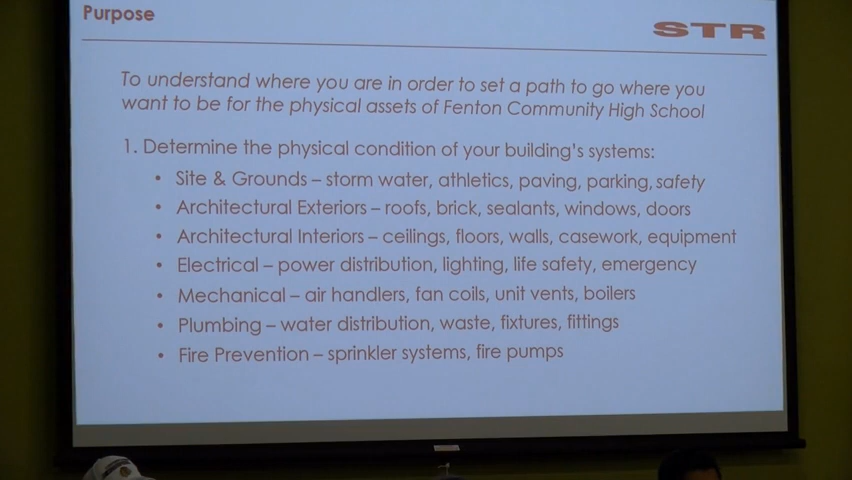 Purpose
STR
To understand where you are in order to set a path to go where you
want to be for the physical assets of Fenton Community High School
1. Determine the physical condition of your building's systems:
• Site & Grounds – storm water, athletics, paving, parking, safety
• Architectural Exteriors – roofs, brick, sealants, windows, doors
• Architectural Interiors – ceilings, floors, walls, casework, equipment
• Electrical – power distribution, lighting, life safety, emergency
• Mechanical – air handlers, fan coils, unit vents, boilers
• Plumbing – water distribution, waste, fixtures, fittings
• Fire Prevention – sprinkler systems, fire pumps